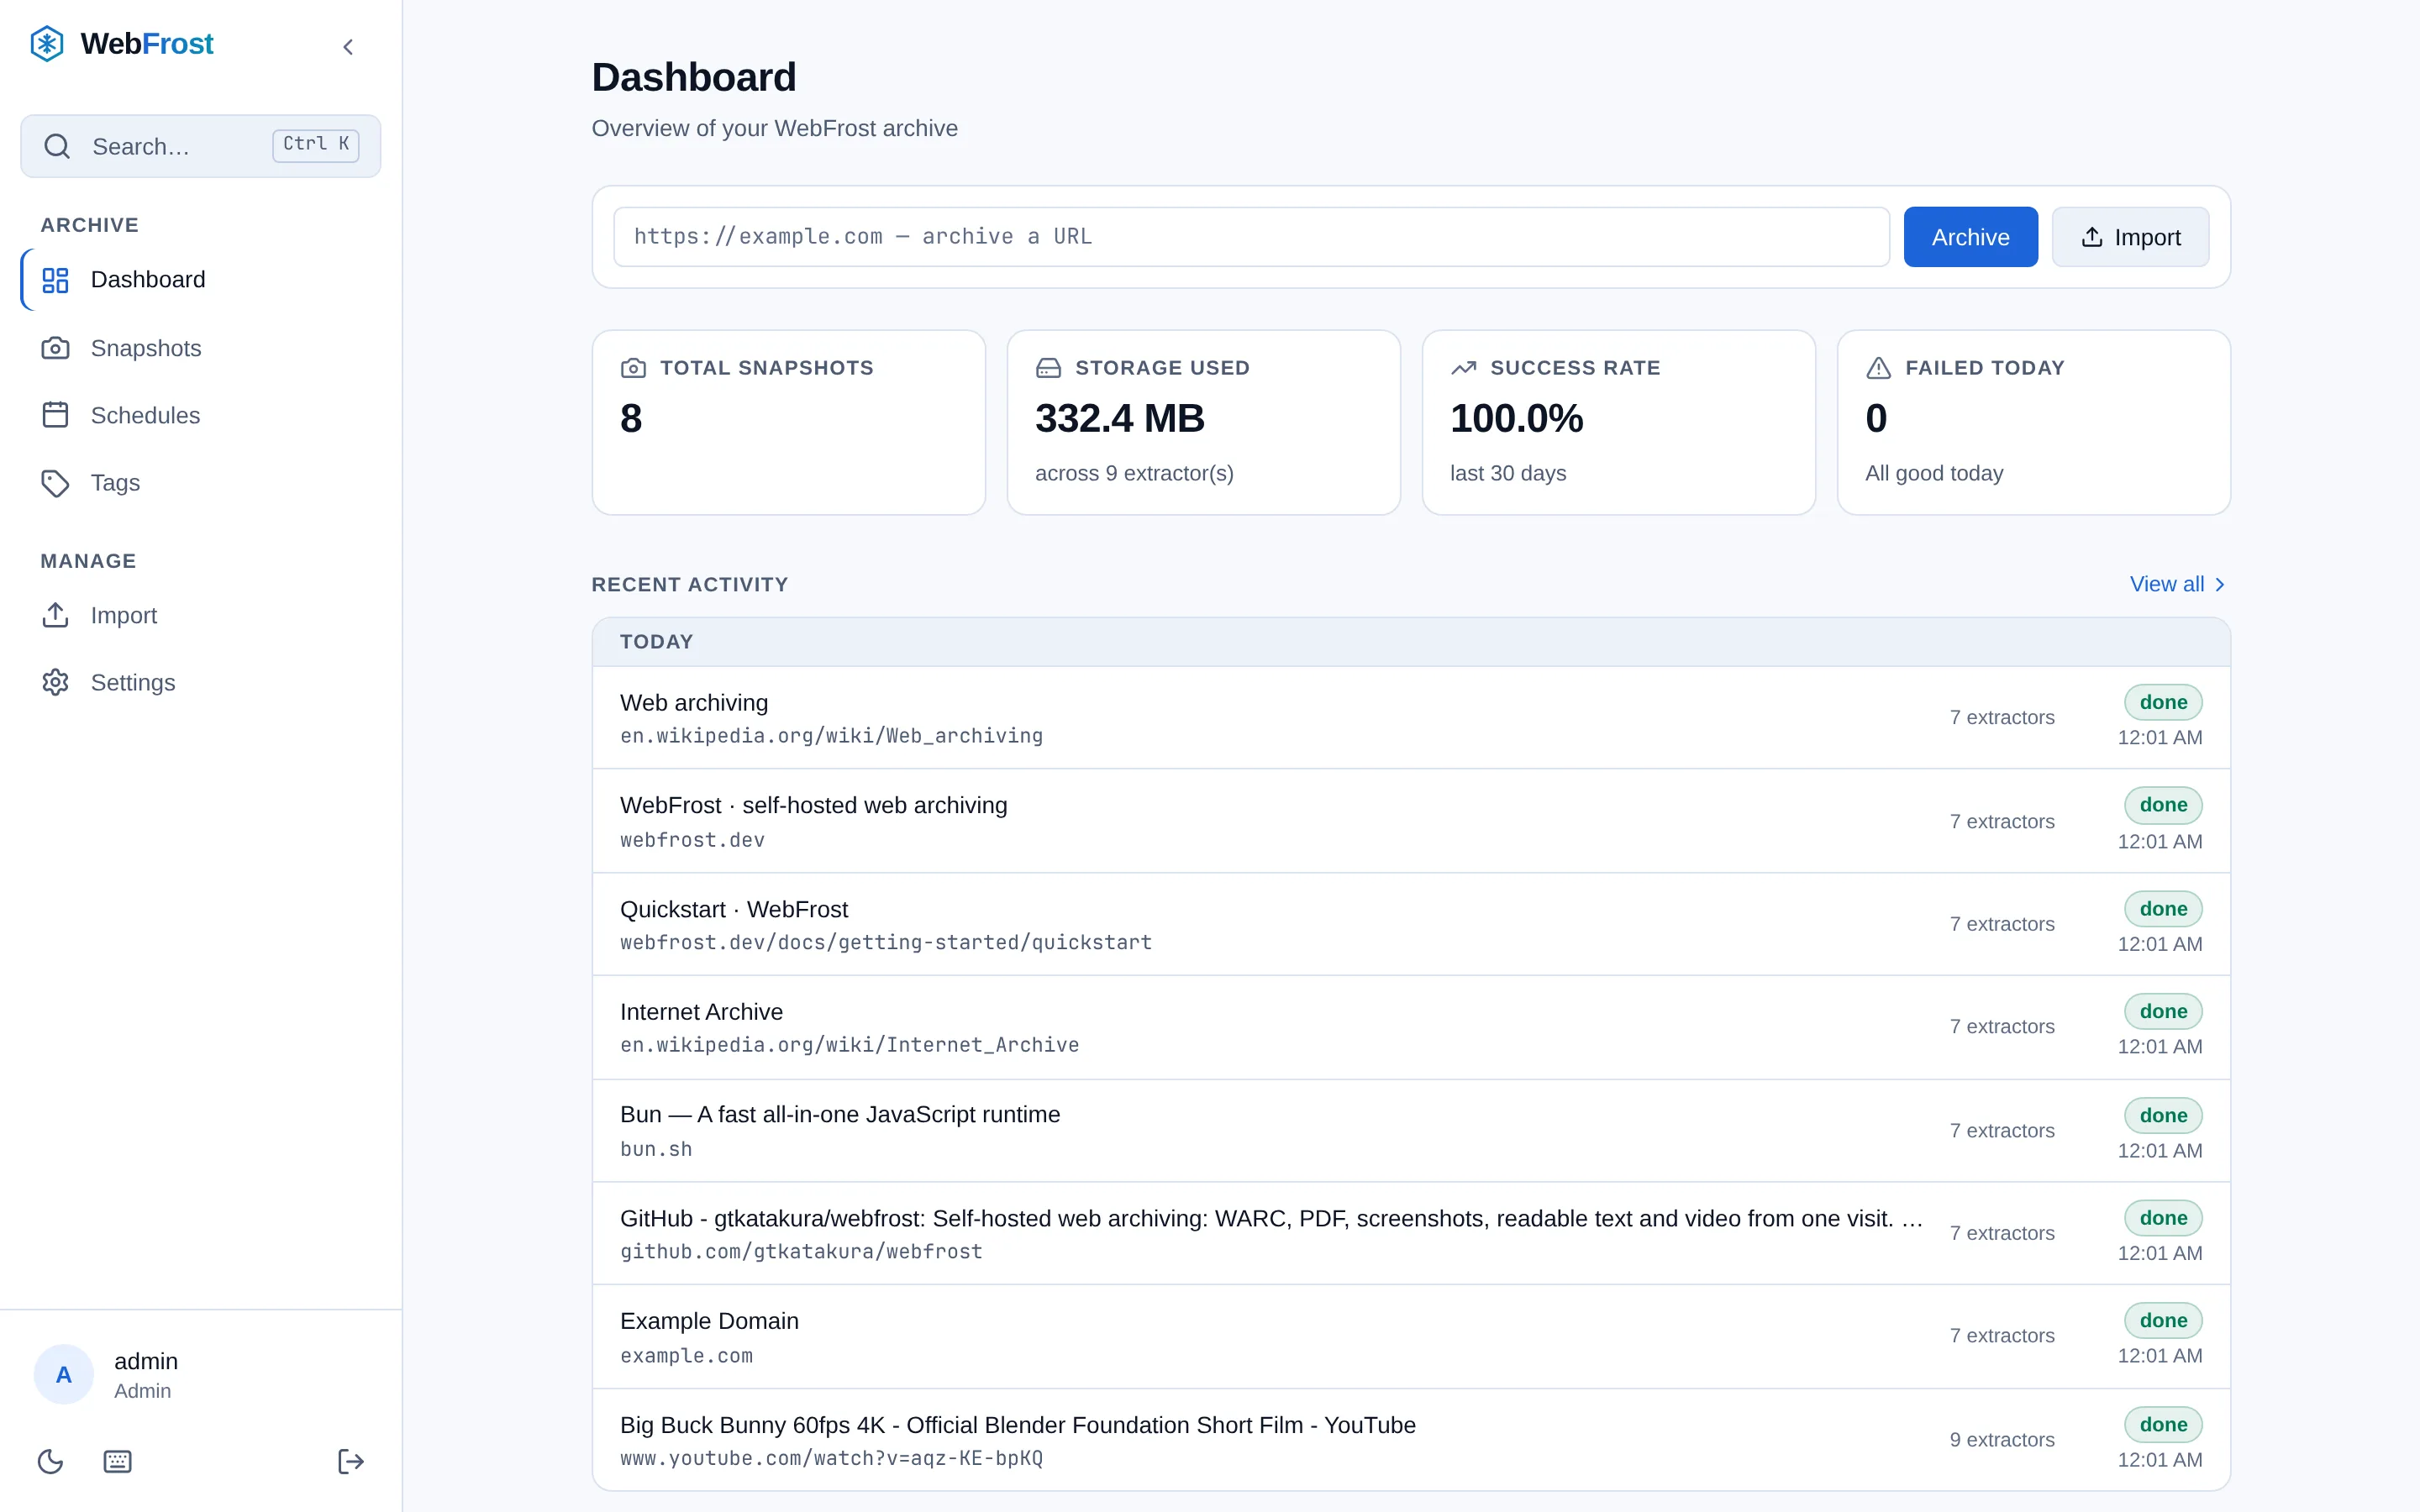 WebFrost
Search…
Ctrl K
ARCHIVE
Dashboard
Snapshots
Schedules
Tags
MANAGE
Import
Settings
A
admin
Admin
Dashboard
Overview of your WebFrost archive
https://example.com — archive a URL
Archive
Import
TOTAL SNAPSHOTS
8
STORAGE USED
332.4 MB
across 9 extractor(s)
SUCCESS RATE
100.0%
last 30 days
FAILED TODAY
0
All good today
RECENT ACTIVITY
View all
TODAY
Web archiving
en.wikipedia.org/wiki/Web_archiving
7 extractors
done
12:01 AM
WebFrost · self-hosted web archiving
webfrost.dev
7 extractors
done
12:01 AM
Quickstart · WebFrost
webfrost.dev/docs/getting-started/quickstart
7 extractors
done
12:01 AM
Internet Archive
en.wikipedia.org/wiki/Internet_Archive
7 extractors
done
12:01 AM
Bun — A fast all-in-one JavaScript runtime
bun.sh
7 extractors
done
12:01 AM
GitHub - gtkatakura/webfrost: Self-hosted web archiving: WARC, PDF, screenshots, readable text and video from one visit. …
github.com/gtkatakura/webfrost
7 extractors
done
12:01 AM
Example Domain
example.com
7 extractors
done
12:01 AM
Big Buck Bunny 60fps 4K - Official Blender Foundation Short Film - YouTube
www.youtube.com/watch?v=aqz-KE-bpKQ
9 extractors
done
12:01 AM